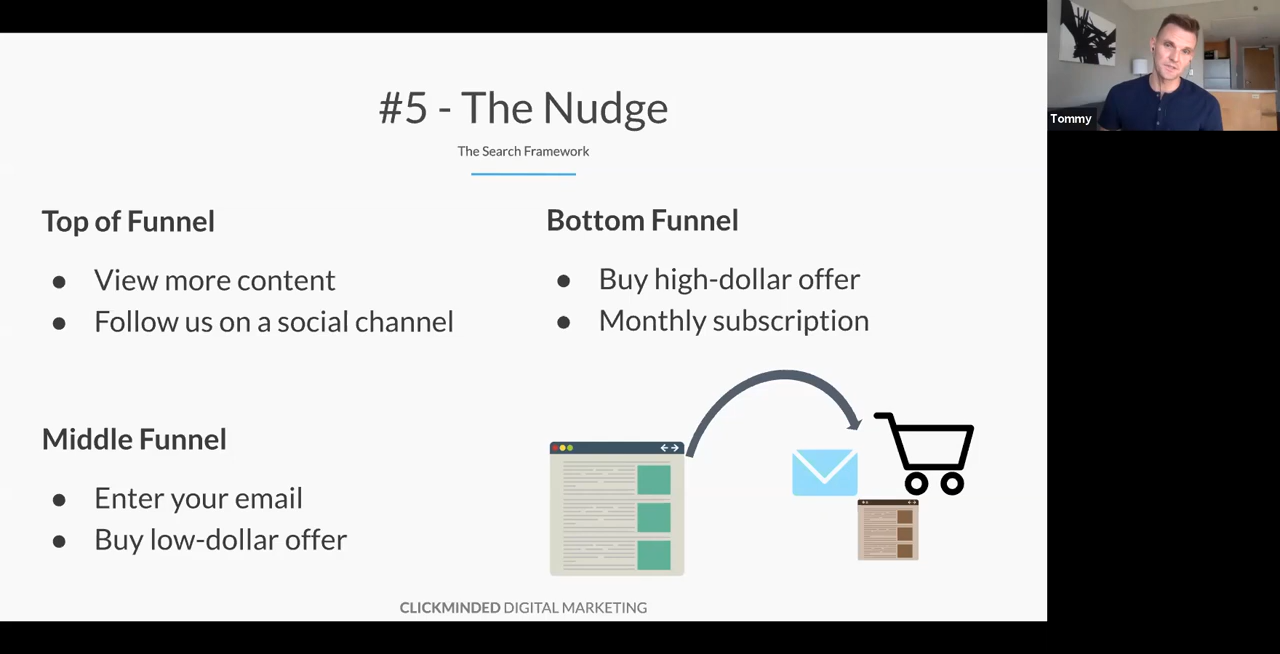 #5 - The Nudge
The Search Framework
Top of Funnel
● View more content
● Follow us on a social channel
Middle Funnel
● Enter your email
● Buy low-dollar offer
Bottom Funnel
● Buy high-dollar offer
● Monthly subscription
CLICKMINDED DIGITAL MARKETING
Tommy